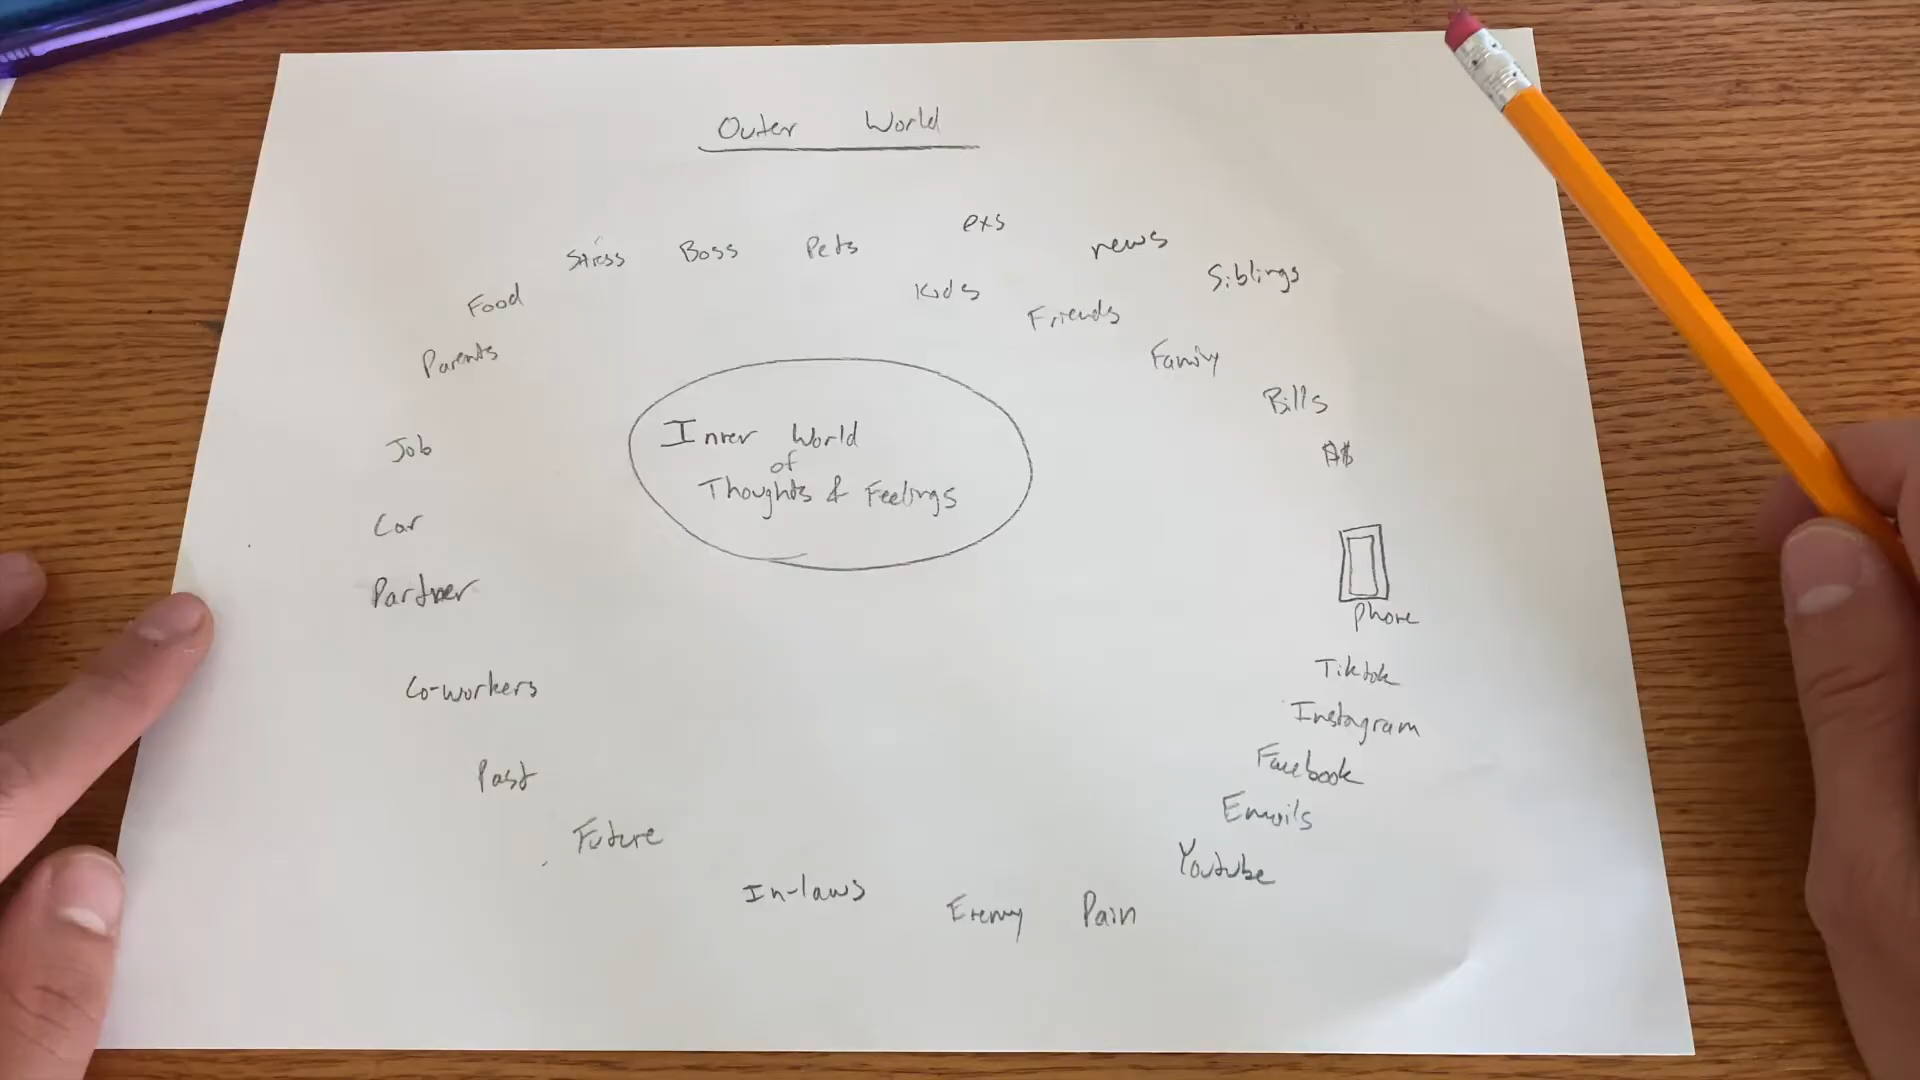 Outer World
exs
Stress Boss Pets
news
Siblings
Food
Kids
Friends
Parents
Family
Bills
Job
Inner World
of
Thoughts & Feelings
$$
Car
Partner
Phone
Co-workers
Tiktok
Instagram
Past
Facebook
Emails
Future
Youtube
In-laws
Enemy Pain